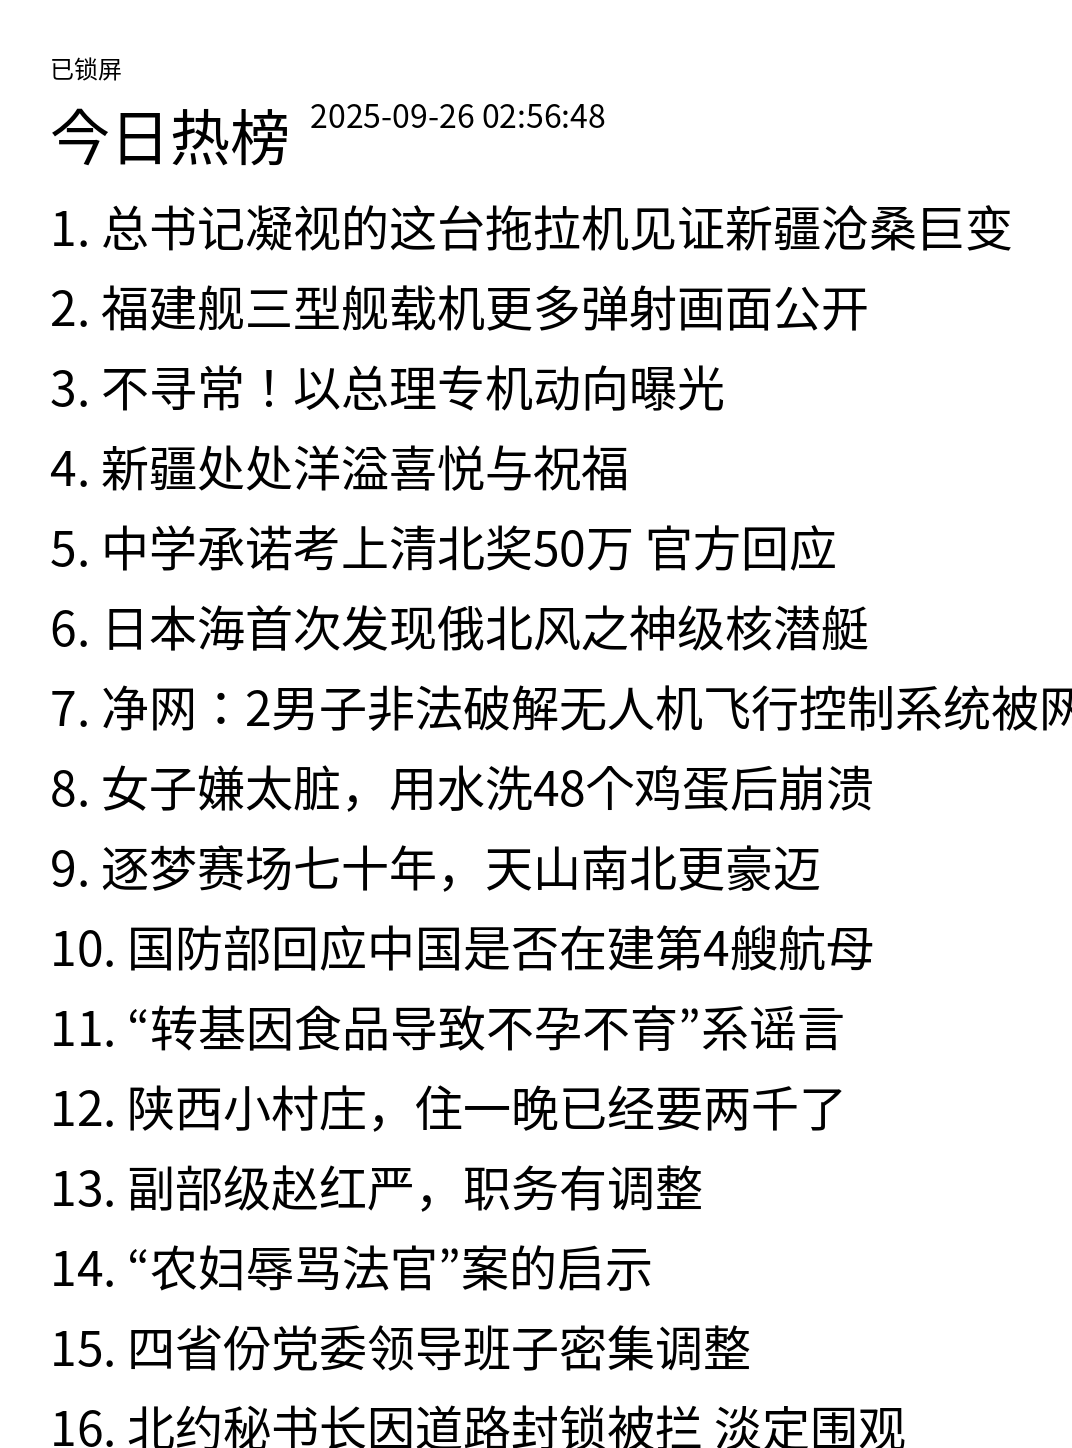 已锁屏
今日热榜 2025-09-26 02:56:48
1. 总书记凝视的这台拖拉机见证新疆沧桑巨变
2. 福建舰三型舰载机更多弹射画面公开
3. 不寻常！以总理专机动向曝光
4. 新疆处处洋溢喜悦与祝福
5. 中学承诺考上清北奖50万 官方回应
6. 日本海首次发现俄北风之神级核潜艇
7. 净网：2男子非法破解无人机飞行控制系统被网
8. 女子嫌太脏，用水洗48个鸡蛋后崩溃
9. 逐梦赛场七十年，天山南北更豪迈
10. 国防部回应中国是否在建第4艘航母
11. “转基因食品导致不孕不育”系谣言
12. 陕西小村庄，住一晚已经要两千了
13. 副部级赵红严，职务有调整
14. “农妇辱骂法官”案的启示
15. 四省份党委领导班子密集调整
16. 北约秘书长因道路封锁被拦 淡定围观